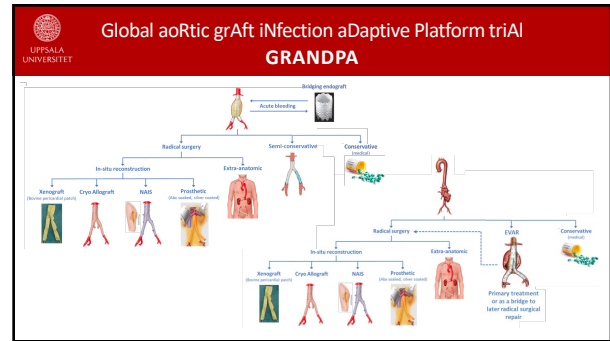 UPPSALA
UNIVERSITET
Global aoRtic grAft iNfection aDaptive Platform triAl
GRANDPA
Bridging endograft
Acute bleeding
Radical surgery
Semi-conservative
Conservative
(medical)
In-situ reconstruction
Extra-anatomic
Xenograft
(Bovine pericardial patch)
Cryo Allograft
NAIS
Prosthetic
(Abx soaked, silver coated)
Radical surgery
EVAR
Conservative
(medical)
In-situ reconstruction
Extra-anatomic
Xenograft
(Bovine pericardial patch)
Cryo Allograft
NAIS
Prosthetic
(Abx soaked, silver coated)
Primary treatment
or as a bridge to
later radical surgical
repair